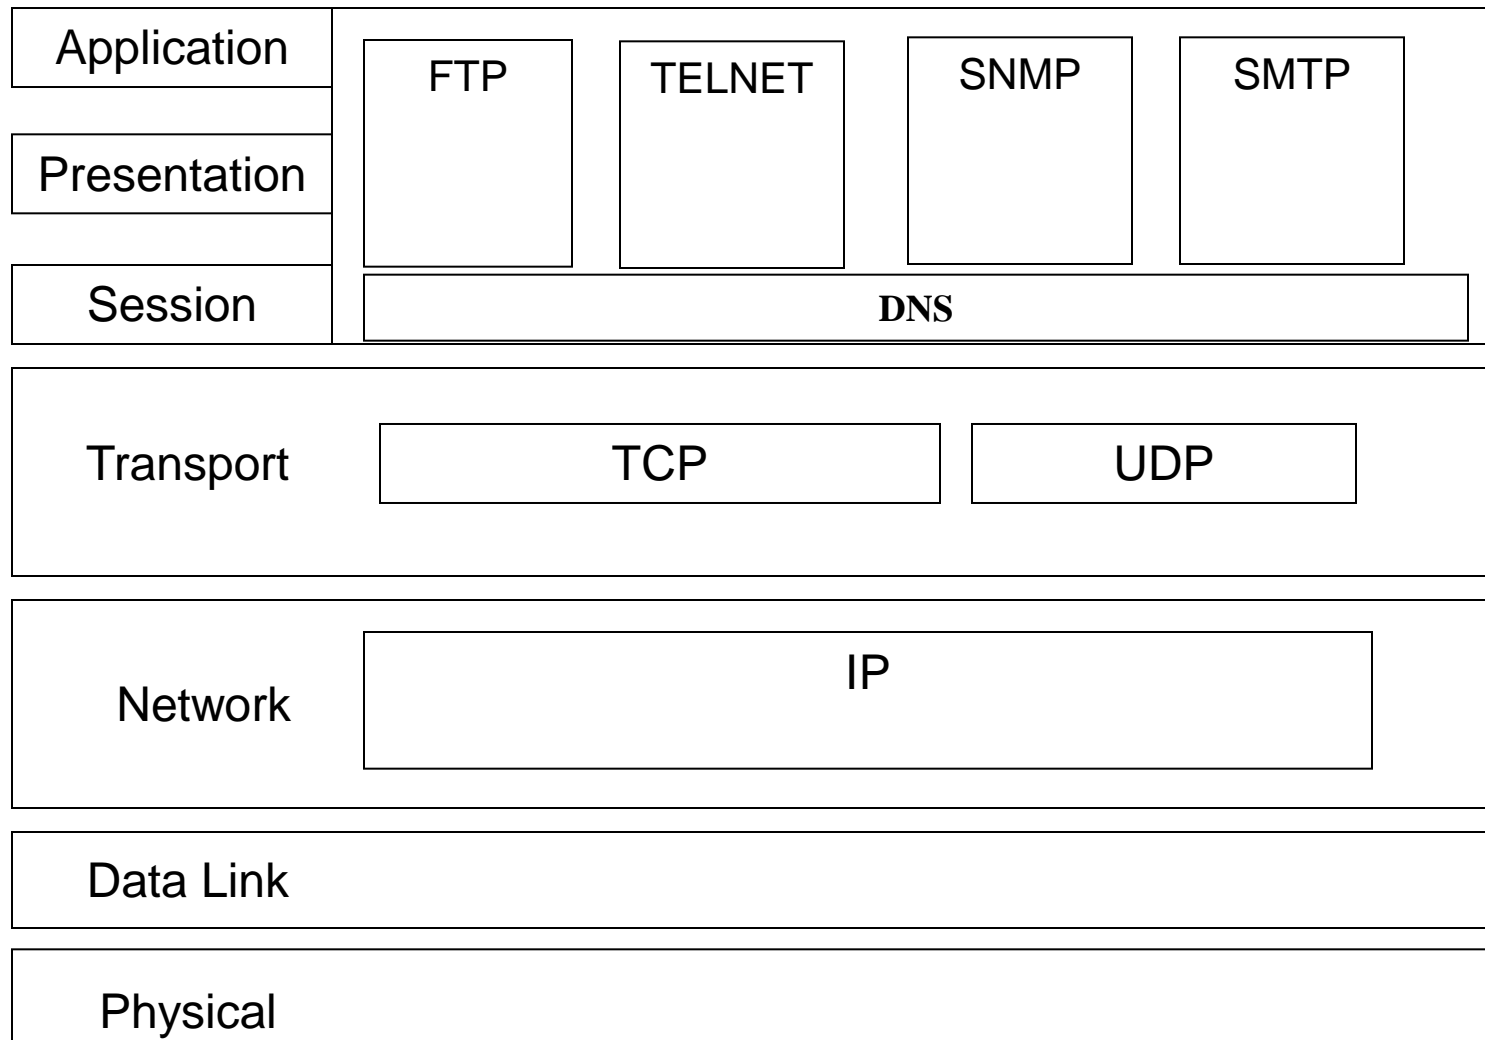 Application
FTP
TELNET
SNMP
SMTP
Presentation
Session
DNS
Transport
TCP
UDP
Network
IP
Data Link
Physical